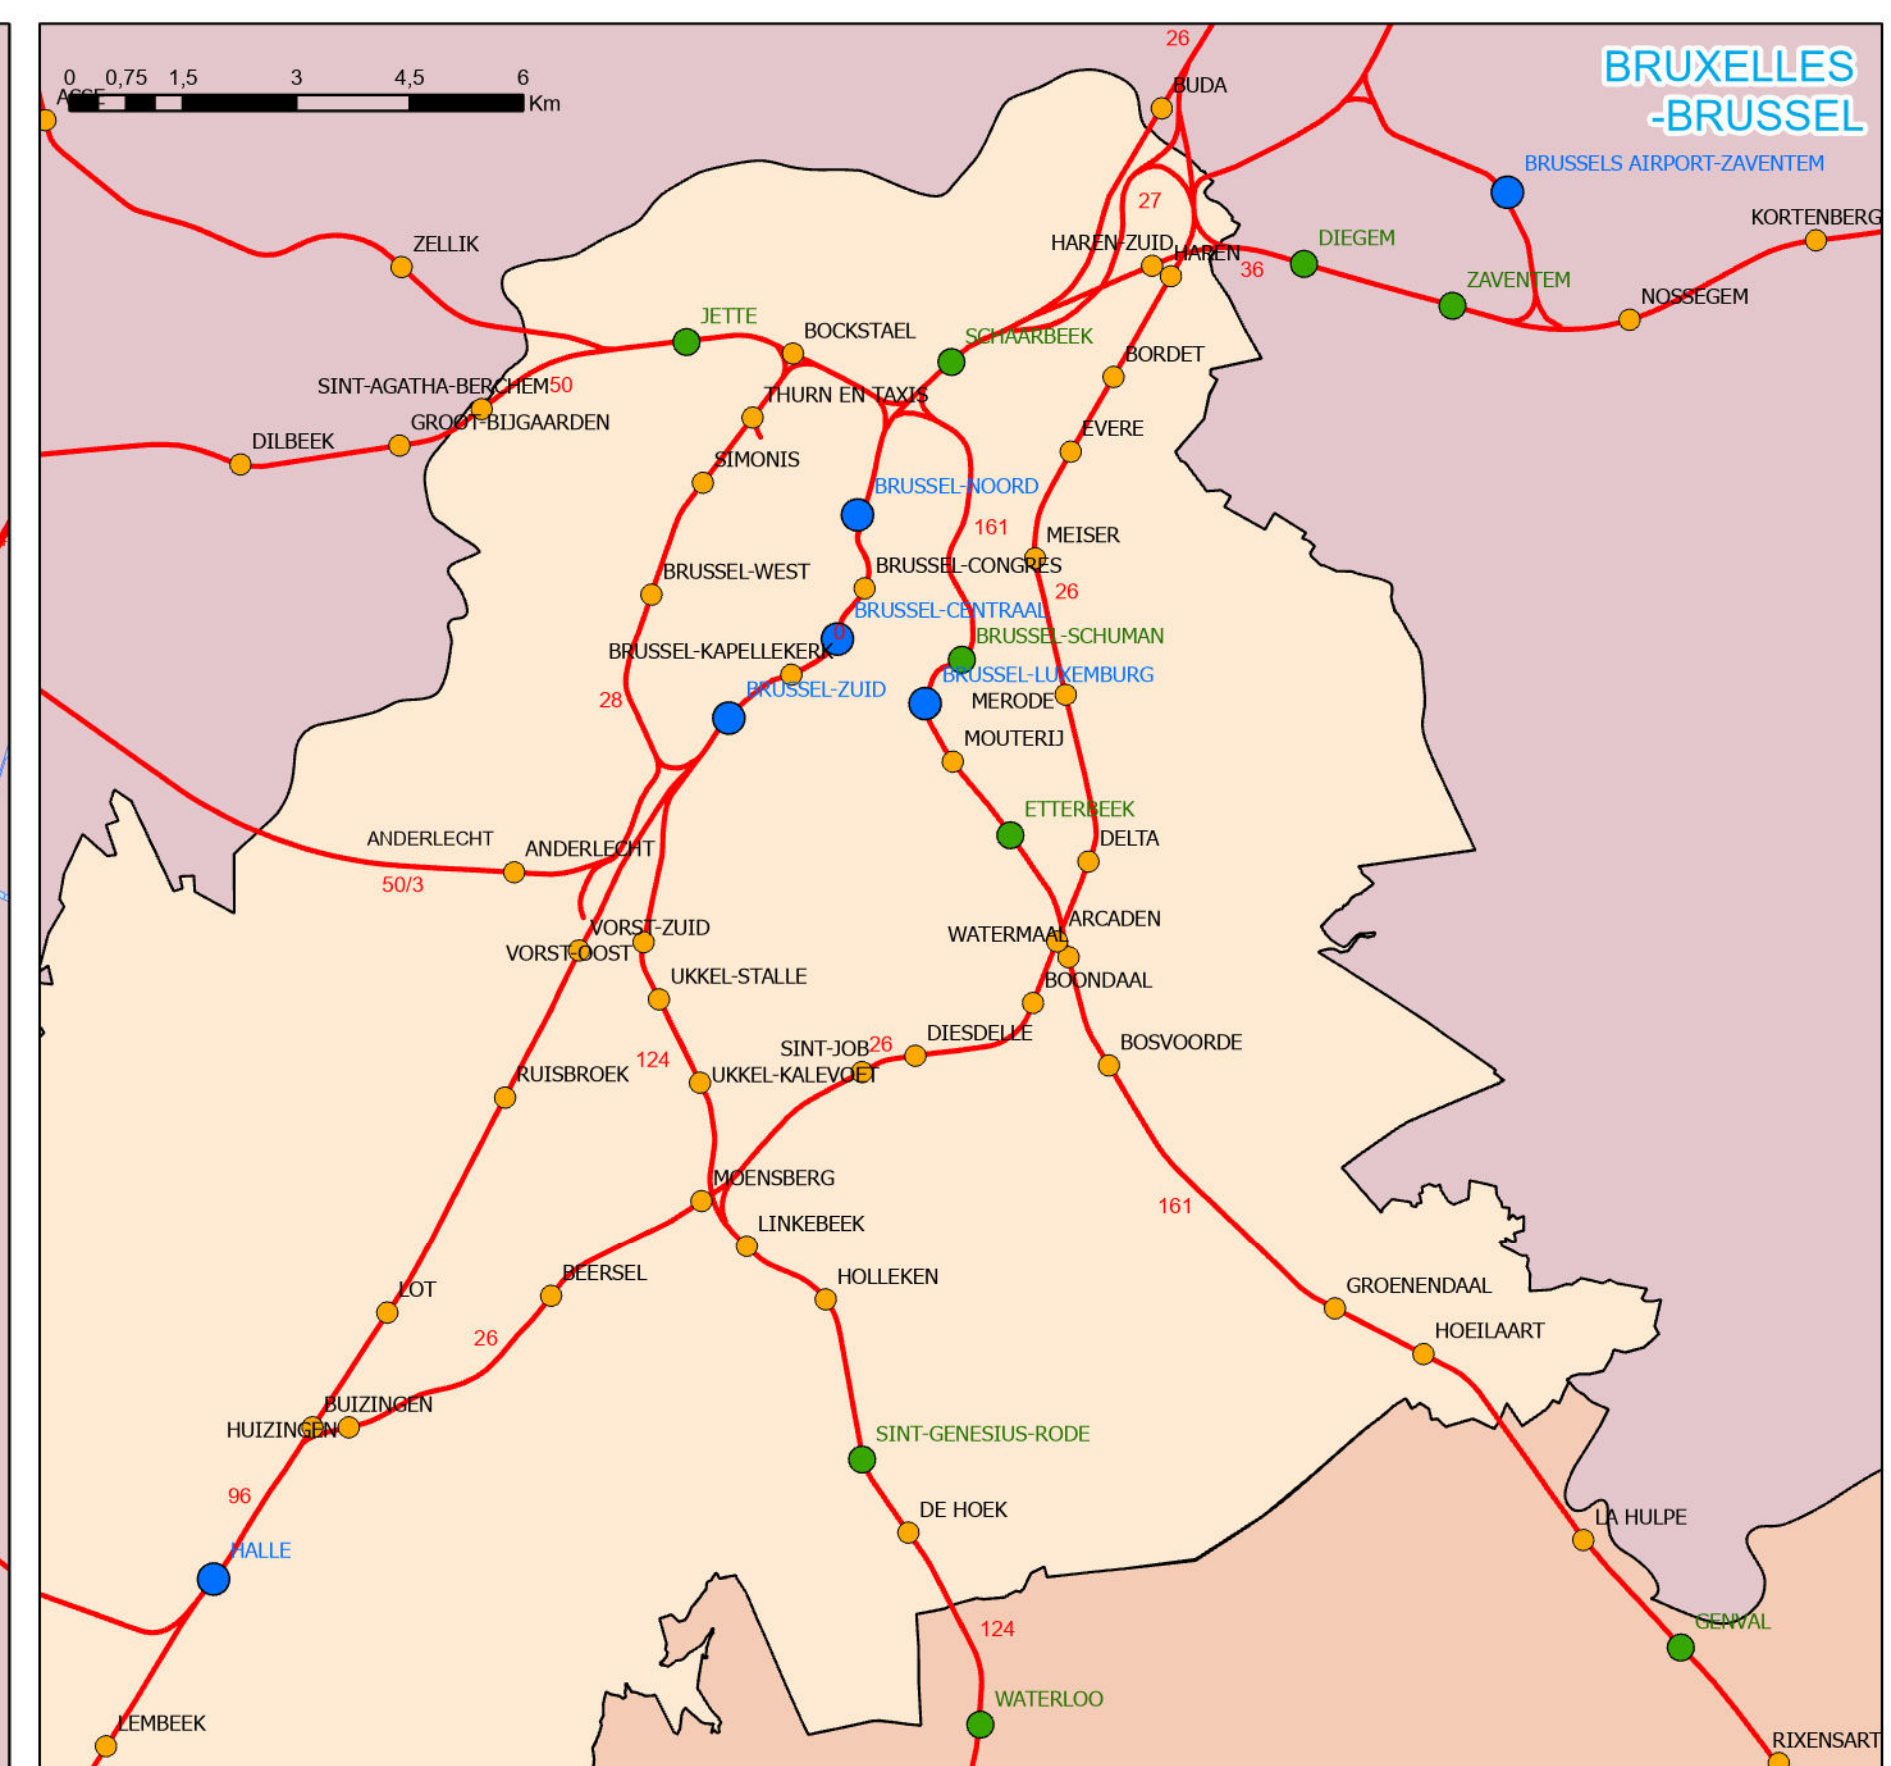 26
BRUXELLES
-BRUSSEL
0 0,75 1,5 3 4,5 6
Km
ASSE
BUDA
BRUSSELS AIRPORT-ZAVENTEM
27
KORTENBERG
ZELLIK
HAREN-ZUID
HAREN
DIEGEM
36
ZAVENTEM
NOSSEGEM
JETTE
BOCKSTAEL
SCHAARBEEK
BORDET
SINT-AGATHA-BERCHEM
50
THURN EN TAXIS
GROOT-BIJGAARDEN
DILBEEK
EVERE
SIMONIS
BRUSSEL-NOORD
161
MEISER
BRUSSEL-WEST
BRUSSEL-CONGRES
26
BRUSSEL-CENTRAAL
0
BRUSSEL-SCHUMAN
BRUSSEL-KAPELLEKERK
BRUSSEL-LUXEMBURG
BRUSSEL-ZUID
28
MERODE
MOUTERIJ
ETTERBEEK
ANDERLECHT
ANDERLECHT
DELTA
50/3
ARCADEN
VORST-ZUID
WATERMAAL
VORST-OOST
UKKEL-STALLE
BOONDAAL
DIESDELLE
SINT-JOB
26
BOSVOORDE
124
RUISBROEK
UKKEL-KALEVOET
MOENSBERG
161
LINKEBEEK
BEERSEL
HOLLEKEN
LOT
GROENENDAAL
26
HOEILAART
BUIZINGEN
HUIZINGEN
SINT-GENESIUS-RODE
96
DE HOEK
LA HULPE
HALLE
124
GENVAL
WATERLOO
LEMBEEK
RIXENSART